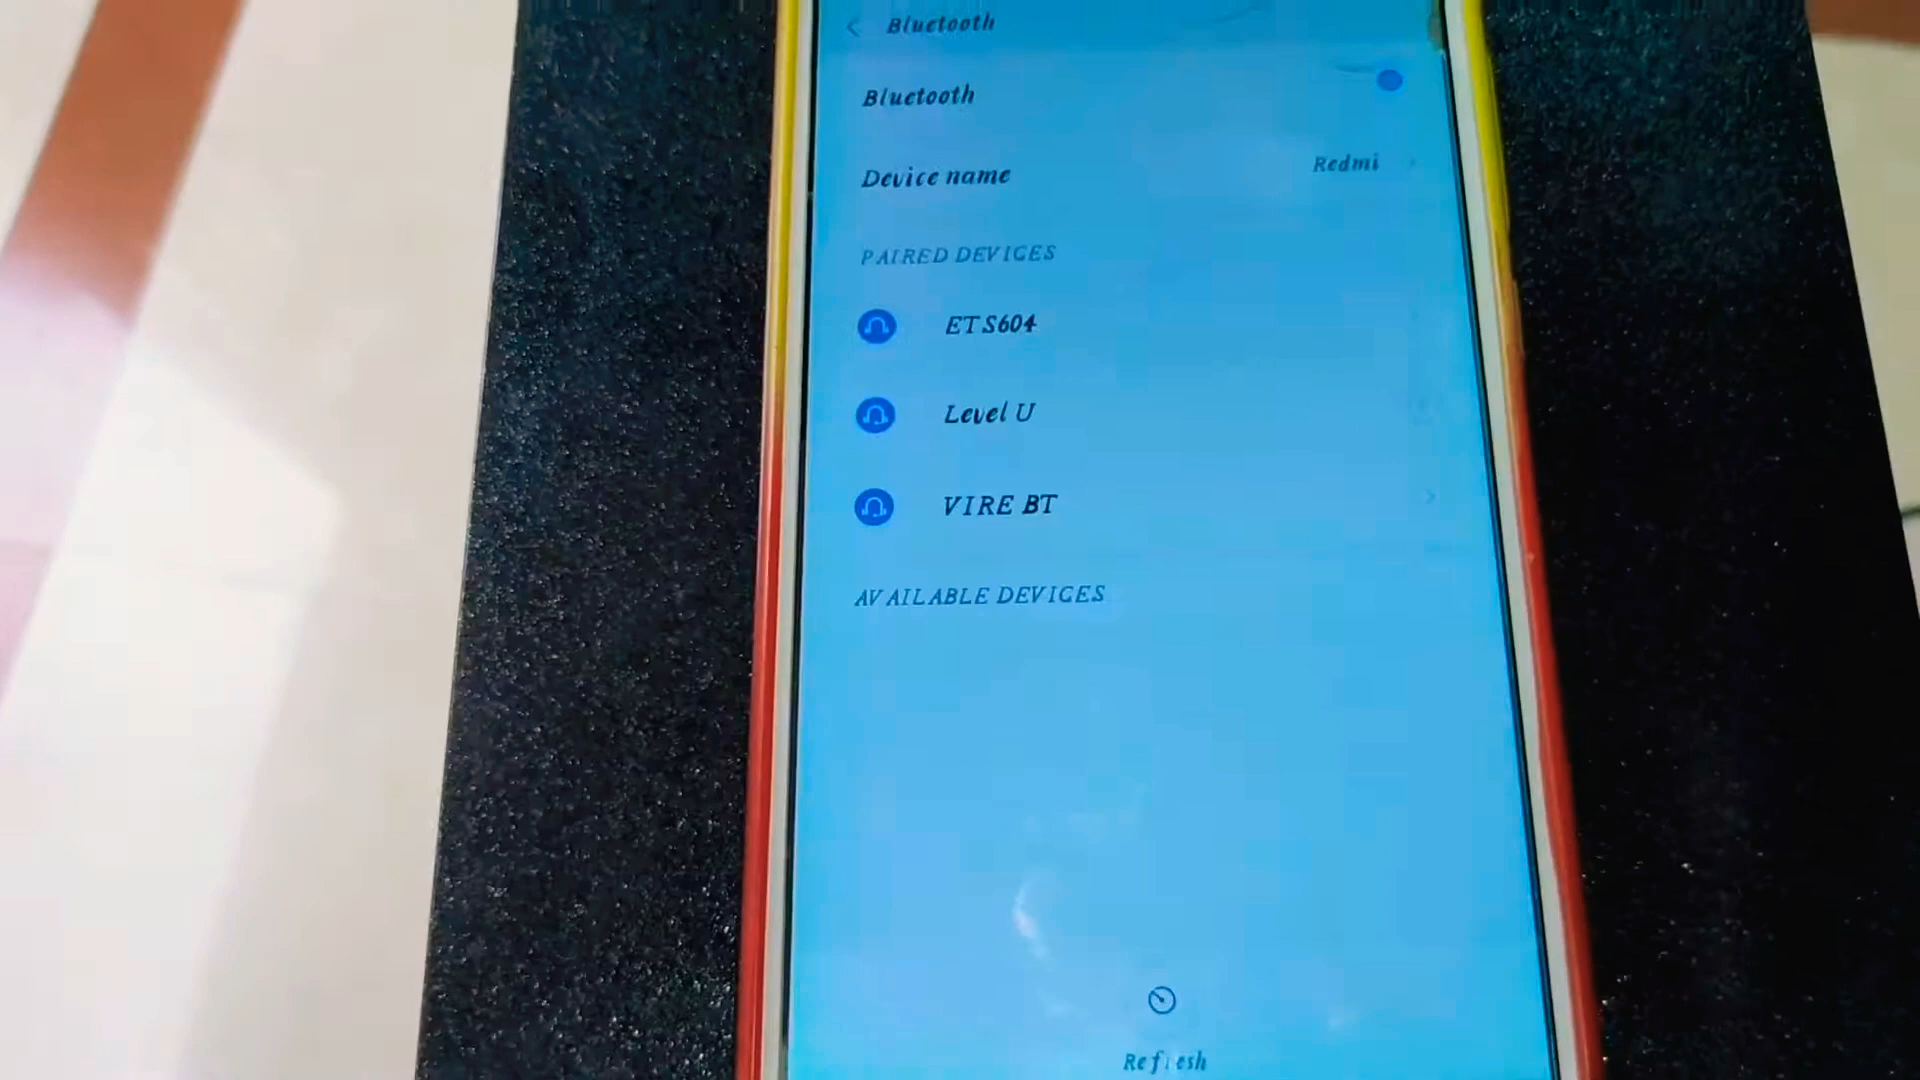 Bluetooth
Bluetooth
Device name Redmi
PAIRED DEVICES
ETS604
Level U
VIRE BT
AVAILABLE DEVICES
Refresh